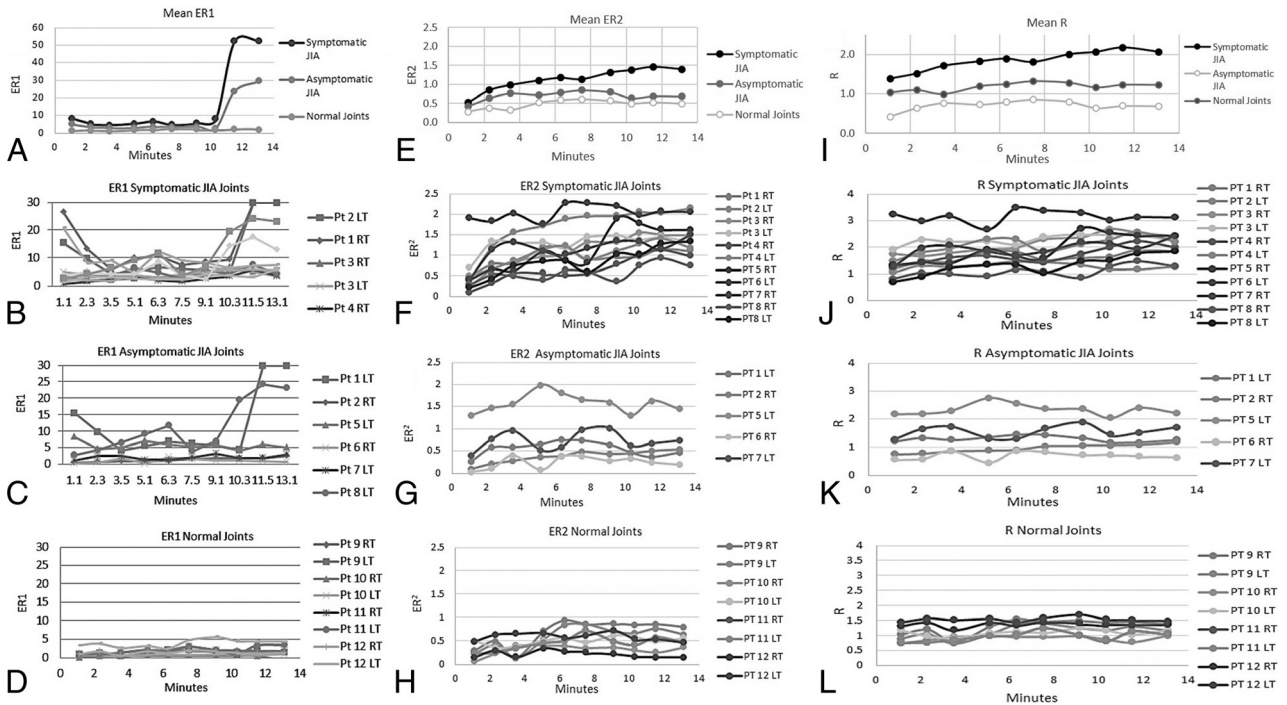 Mean ER1
60
50
40
30
20
10
0
ER1
0 2 4 6 8 10 12 14
Minutes
Symptomatic
JIA
Asymptomatic
JIA
Normal Joints
A
Mean ER2
2.5
2.0
1.5
1.0
0.5
0.0
ER2
0 2 4 6 8 10 12 14
Minutes
Symptomatic
JIA
Asymptomatic
JIA
Normal Joints
E
Mean R
2.0
1.0
0.0
R
0 2 4 6 8 10 12 14
Minutes
Symptomatic
JIA
Asymptomatic
JIA
Normal Joints
I
ER1 Symptomatic JIA Joints
30
20
10
0
ER1
1.1 2.3 3.5 5.1 6.3 7.5 9.1 10.3 11.5 13.1
Minutes
Pt 2 LT
Pt 1 RT
Pt 3 RT
Pt 3 LT
Pt 4 RT
B
ER2 Symptomatic JIA Joints
2.5
2
1.5
1
0.5
0
ER²
0 2 4 6 8 10 12 14
Minutes
Pt 1 RT
Pt 2 LT
Pt 3 RT
Pt 3 LT
Pt 4 RT
PT 4 LT
PT 5 RT
PT 6 LT
PT 7 RT
PT 8 RT
PT8 LT
F
R Symptomatic JIA Joints
4
3
2
1
0
R
0 2 4 6 8 10 12 14
Minutes
PT 1 RT
PT 2 LT
PT 3 RT
PT 3 LT
PT 4 RT
PT 4 LT
PT 5 RT
PT 6 LT
PT 7 RT
PT 8 RT
PT 8 LT
J
ER1 Asymptomatic JIA Joints
30
25
20
15
10
5
0
ER1
1.1 2.3 3.5 5.1 6.3 7.5 9.1 10.3 11.5 13.1
Minutes
Pt 1 LT
Pt 2 RT
Pt 5 LT
Pt 6 RT
Pt 7 LT
Pt 8 LT
C
ER2 Asymptomatic JIA Joints
2.5
2
1.5
1
0.5
0
ER²
0 2 4 6 8 10 12 14
Minutes
PT 1 LT
PT 2 RT
PT 5 LT
PT 6 RT
PT 7 LT
G
R Asymptomatic JIA Joints
4
3
2
1
0
R
0 2 4 6 8 10 12 14
Minutes
PT 1 LT
PT 2 RT
PT 5 LT
PT 6 RT
PT 7 LT
K
ER1 Normal Joints
30
25
20
15
10
5
0
ER1
0 2 4 6 8 10 12 14
Minutes
Pt 9 RT
Pt 9 LT
Pt 10 RT
Pt 10 LT
Pt 11 RT
Pt 11 LT
Pt 12 RT
Pt 12 LT
D
ER2 Normal Joints
2.5
2
1.5
1
0.5
0
ER²
0 2 4 6 8 10 12 14
Minutes
PT 9 RT
PT 9 LT
PT 10 RT
PT 10 LT
PT 11 RT
PT 11 LT
PT 12 RT
PT 12 LT
H
R Normal Joints
4
3.5
3
2.5
2
1.5
1
0.5
0
R
0 2 4 6 8 10 12 14
Minutes
PT 9 RT
PT 9 LT
PT 10 RT
PT 10 LT
PT 11 RT
PT 11 LT
PT 12 RT
PT 12 LT
L